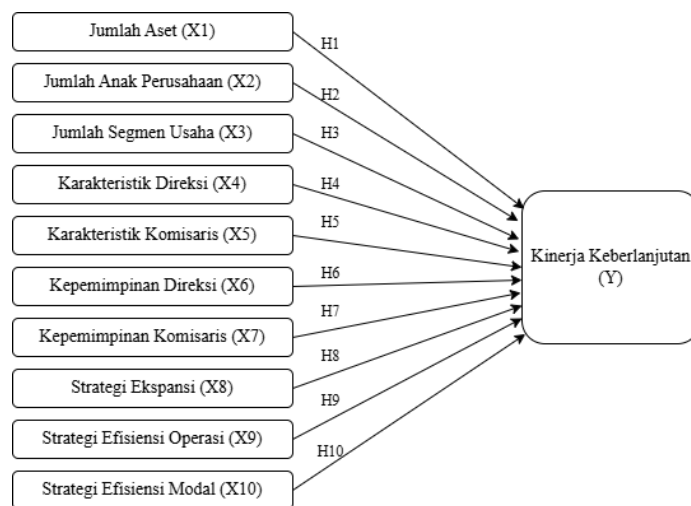 Jumlah Aset (X1)
H1
Jumlah Anak Perusahaan (X2)
H2
Jumlah Segmen Usaha (X3)
H3
Karakteristik Direksi (X4)
H4
Karakteristik Komisaris (X5)
H5
Kepemimpinan Direksi (X6)
H6
Kepemimpinan Komisaris (X7)
H7
Strategi Ekspansi (X8)
H8
Strategi Efisiensi Operasi (X9)
H9
Strategi Efisiensi Modal (X10)
H10
Kinerja Keberlanjutan
(Y)